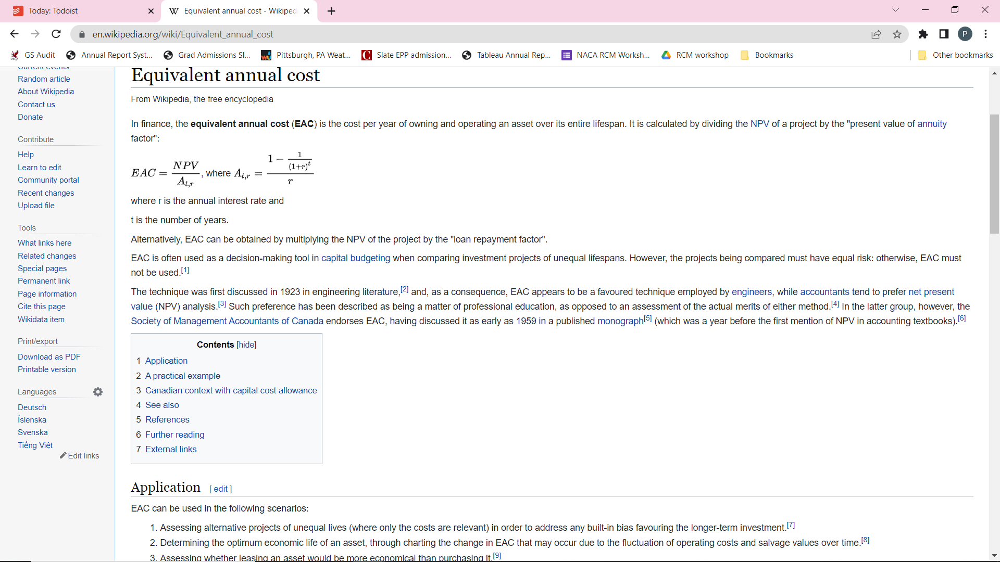 Today: Todoist
Equivalent annual cost - Wikiped
en.wikipedia.org/wiki/Equivalent_annual_cost
P
GS Audit
Annual Report Syst...
Grad Admissions Sl...
Pittsburgh, PA Weat...
Slate EPP admission...
Tableau Annual Rep...
NACA RCM Worksh...
RCM workshop
Bookmarks
Other bookmarks
Current events
Random article
About Wikipedia
Contact us
Donate
Contribute
Help
Learn to edit
Community portal
Recent changes
Upload file
Tools
What links here
Related changes
Special pages
Permanent link
Page information
Cite this page
Wikidata item
Print/export
Download as PDF
Printable version
Languages
Deutsch
Íslenska
Svenska
Tiếng Việt
Edit links
Equivalent annual cost
From Wikipedia, the free encyclopedia
In finance, the equivalent annual cost (EAC) is the cost per year of owning and operating an asset over its entire lifespan. It is calculated by dividing the NPV of a project by the "present value of annuity
factor":
EAC = NPV / A_{t,r}, where A_{t,r} = (1 − 1/(1+r)^t) / r
where r is the annual interest rate and
t is the number of years.
Alternatively, EAC can be obtained by multiplying the NPV of the project by the "loan repayment factor".
EAC is often used as a decision-making tool in capital budgeting when comparing investment projects of unequal lifespans. However, the projects being compared must have equal risk: otherwise, EAC must
not be used.[1]
The technique was first discussed in 1923 in engineering literature,[2] and, as a consequence, EAC appears to be a favoured technique employed by engineers, while accountants tend to prefer net present
value (NPV) analysis.[3] Such preference has been described as being a matter of professional education, as opposed to an assessment of the actual merits of either method.[4] In the latter group, however, the
Society of Management Accountants of Canada endorses EAC, having discussed it as early as 1959 in a published monograph[5] (which was a year before the first mention of NPV in accounting textbooks).[6]
Contents [hide]
1 Application
2 A practical example
3 Canadian context with capital cost allowance
4 See also
5 References
6 Further reading
7 External links
Application [ edit ]
EAC can be used in the following scenarios:
1. Assessing alternative projects of unequal lives (where only the costs are relevant) in order to address any built-in bias favouring the longer-term investment.[7]
2. Determining the optimum economic life of an asset, through charting the change in EAC that may occur due to the fluctuation of operating costs and salvage values over time.[8]
3. Assessing whether leasing an asset would be more economical than purchasing it.[9]